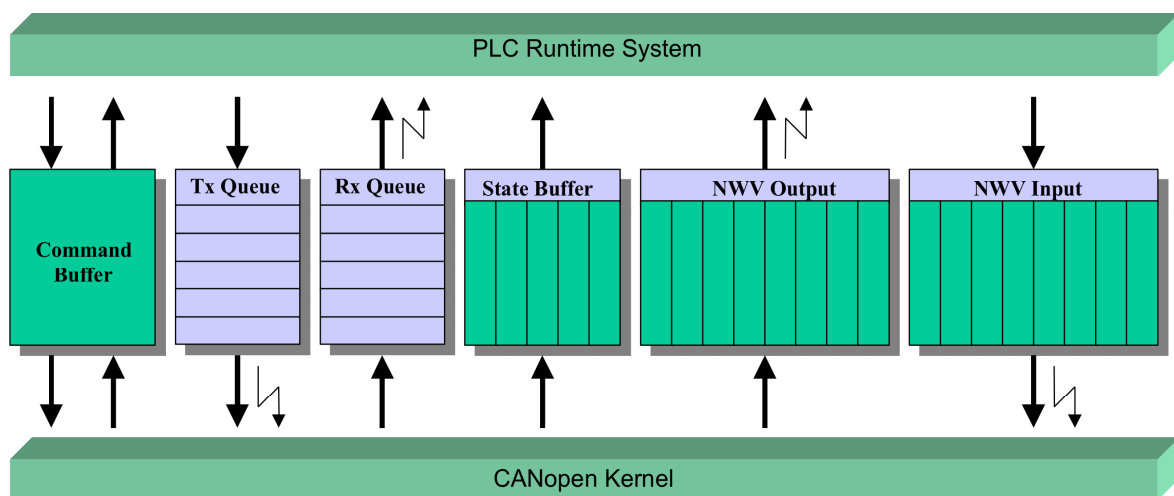 PLC Runtime System
Tx Queue
Rx Queue
State Buffer
NWV Output
NWV Input
Command
Buffer
CANopen Kernel